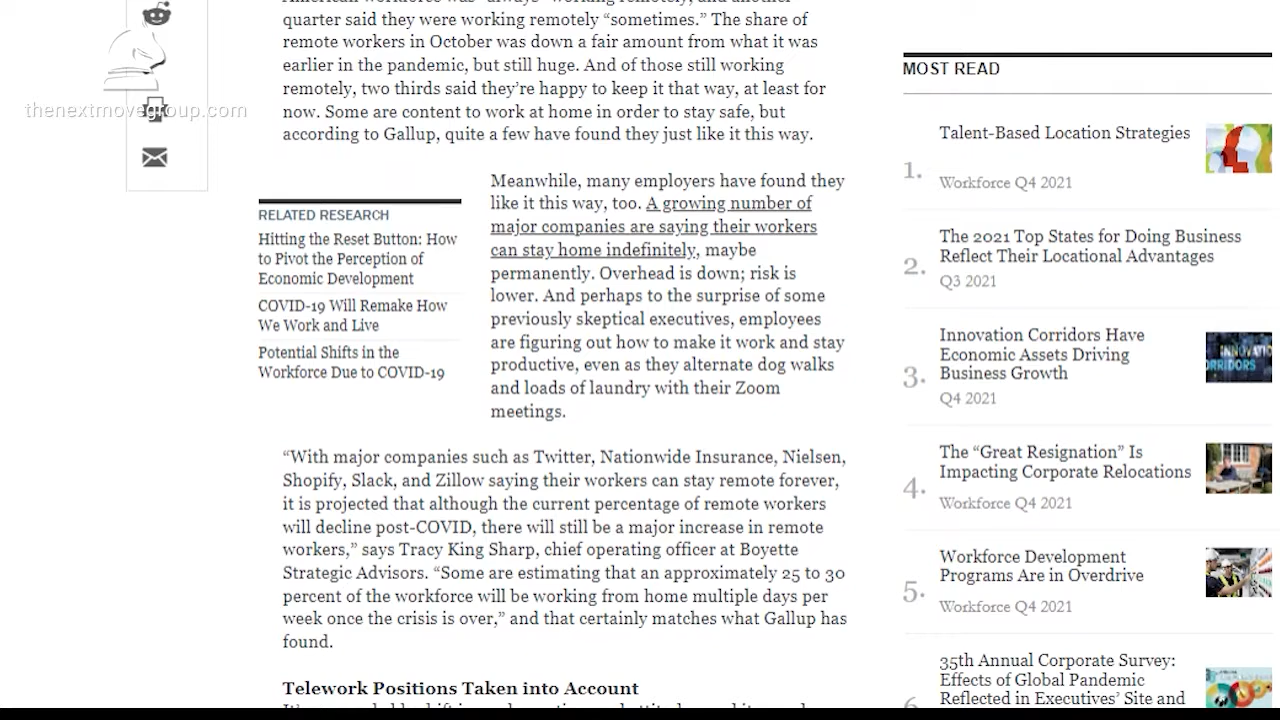 quarter said they were working remotely “sometimes.” The share of
remote workers in October was down a fair amount from what it was
earlier in the pandemic, but still huge. And of those still working
remotely, two thirds said they’re happy to keep it that way, at least for
now. Some are content to work at home in order to stay safe, but
according to Gallup, quite a few have found they just like it this way.
thenextmovegroup.com
RELATED RESEARCH
Hitting the Reset Button: How
to Pivot the Perception of
Economic Development
COVID-19 Will Remake How
We Work and Live
Potential Shifts in the
Workforce Due to COVID-19
Meanwhile, many employers have found they
like it this way, too. A growing number of
major companies are saying their workers
can stay home indefinitely, maybe
permanently. Overhead is down; risk is
lower. And perhaps to the surprise of some
previously skeptical executives, employees
are figuring out how to make it work and stay
productive, even as they alternate dog walks
and loads of laundry with their Zoom
meetings.
“With major companies such as Twitter, Nationwide Insurance, Nielsen,
Shopify, Slack, and Zillow saying their workers can stay remote forever,
it is projected that although the current percentage of remote workers
will decline post-COVID, there will still be a major increase in remote
workers,” says Tracy King Sharp, chief operating officer at Boyette
Strategic Advisors. “Some are estimating that an approximately 25 to 30
percent of the workforce will be working from home multiple days per
week once the crisis is over,” and that certainly matches what Gallup has
found.
Telework Positions Taken into Account
MOST READ
1.
Talent-Based Location Strategies
Workforce Q4 2021
2.
The 2021 Top States for Doing Business
Reflect Their Locational Advantages
Q3 2021
3.
Innovation Corridors Have
Economic Assets Driving
Business Growth
Q4 2021
4.
The “Great Resignation” Is
Impacting Corporate Relocations
Workforce Q4 2021
5.
Workforce Development
Programs Are in Overdrive
Workforce Q4 2021
35th Annual Corporate Survey:
Effects of Global Pandemic
Reflected in Executives’ Site and